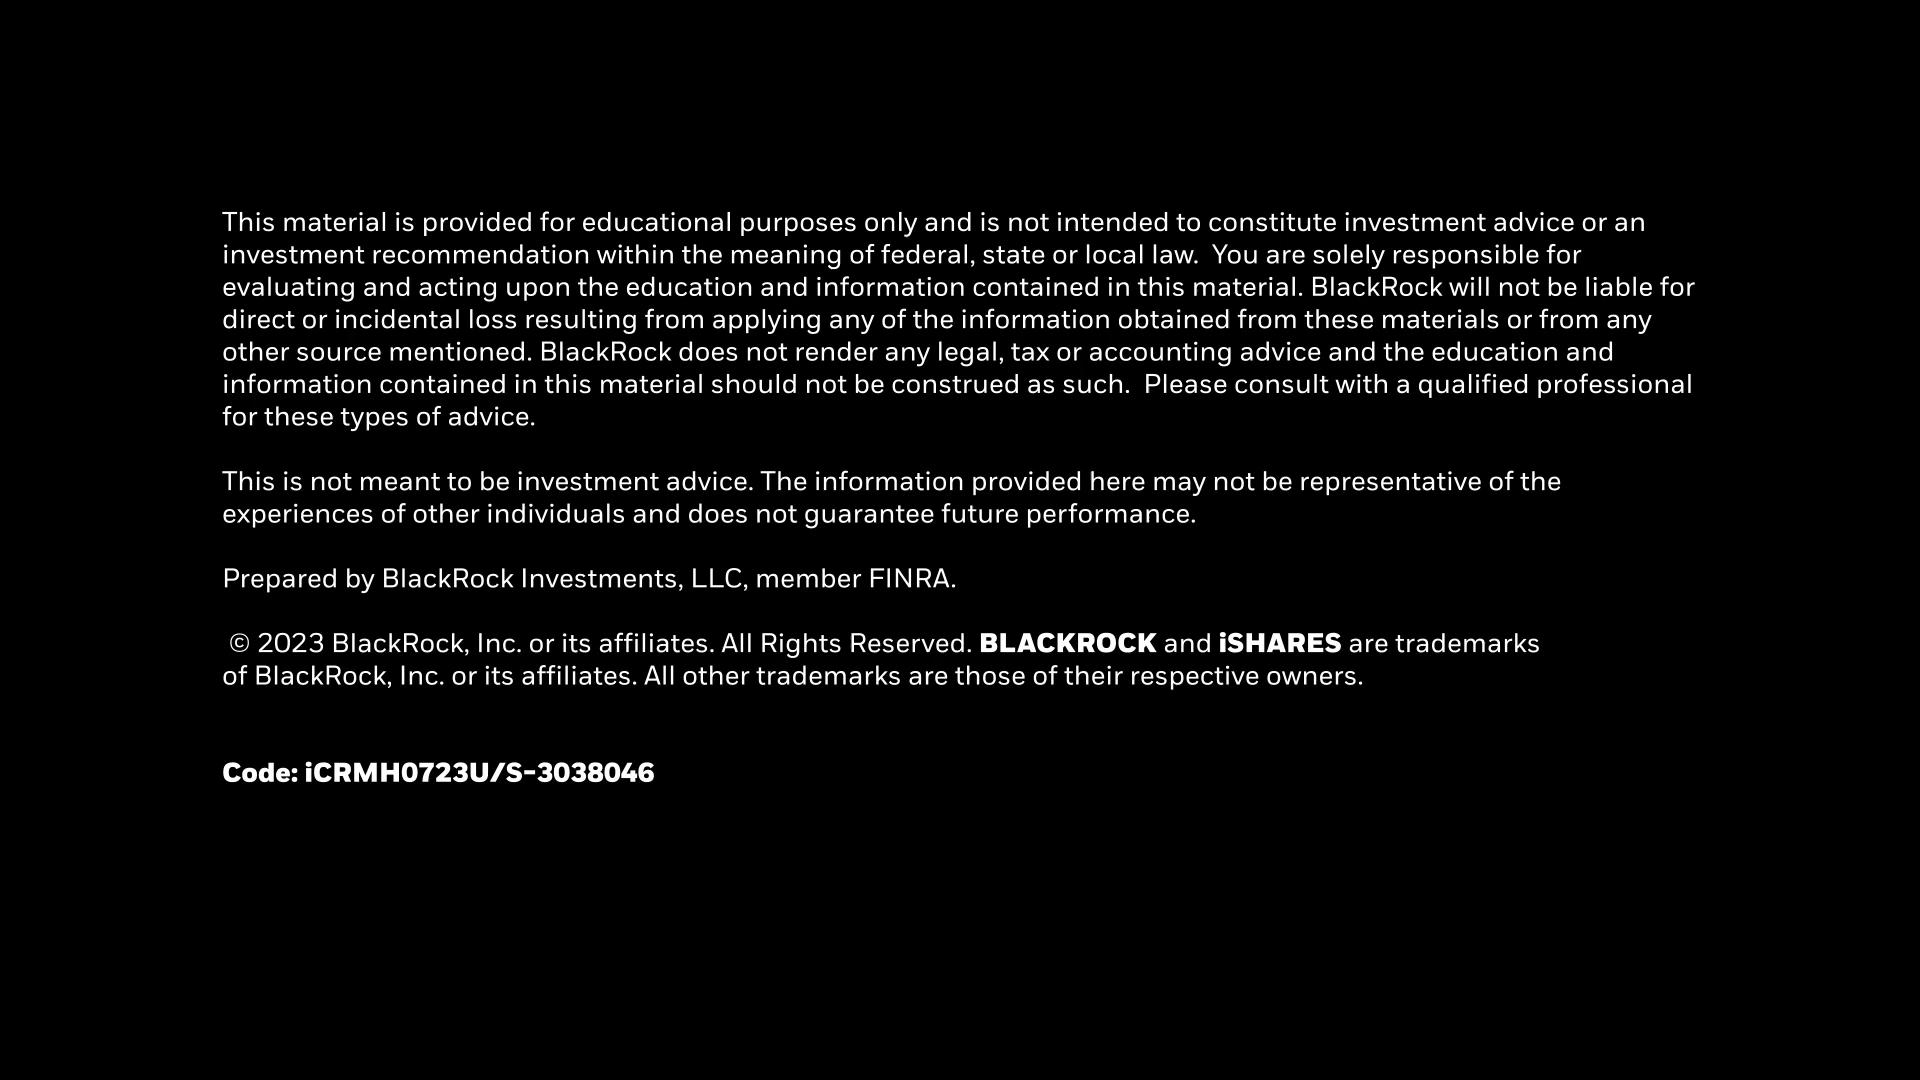 This material is provided for educational purposes only and is not intended to constitute investment advice or an
investment recommendation within the meaning of federal, state or local law.  You are solely responsible for
evaluating and acting upon the education and information contained in this material. BlackRock will not be liable for
direct or incidental loss resulting from applying any of the information obtained from these materials or from any
other source mentioned. BlackRock does not render any legal, tax or accounting advice and the education and
information contained in this material should not be construed as such.  Please consult with a qualified professional
for these types of advice.
This is not meant to be investment advice. The information provided here may not be representative of the
experiences of other individuals and does not guarantee future performance.
Prepared by BlackRock Investments, LLC, member FINRA.
© 2023 BlackRock, Inc. or its affiliates. All Rights Reserved. BLACKROCK and iSHARES are trademarks
of BlackRock, Inc. or its affiliates. All other trademarks are those of their respective owners.
Code: iCRMH0723U/S-3038046